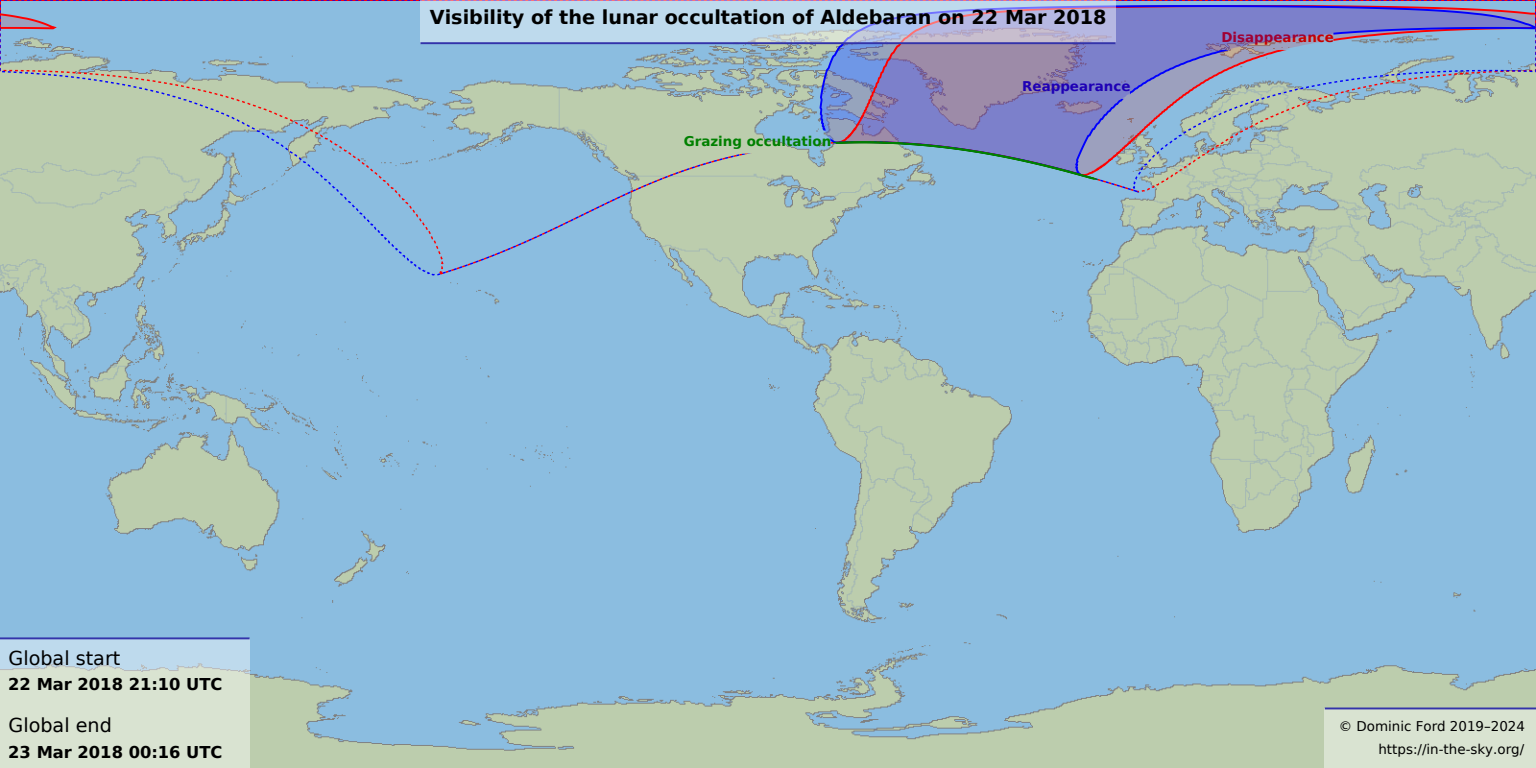 Visibility of the lunar occultation of Aldebaran on 22 Mar 2018
Disappearance
Reappearance
Grazing occultation
Global start
22 Mar 2018 21:10 UTC
Global end
23 Mar 2018 00:16 UTC
© Dominic Ford 2019–2024
https://in-the-sky.org/